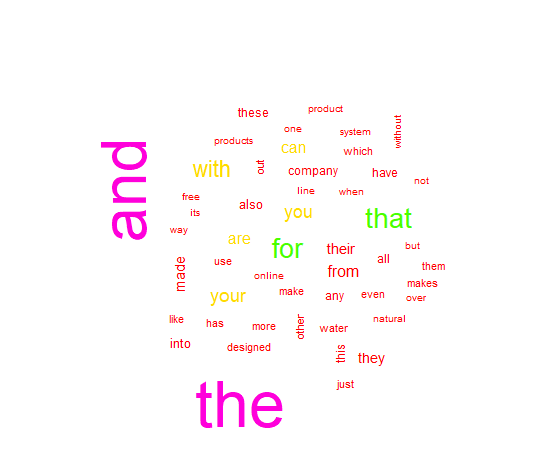 these
product
without
and
one
system
products
can
which
with
out
company
have
not
line
when
free
its
also
you
that
way
are
for
their
but
made
use
from
all
them
online
makes
your
make
any
even
over
like
has
more
other
water
natural
into
designed
this
they
just
the